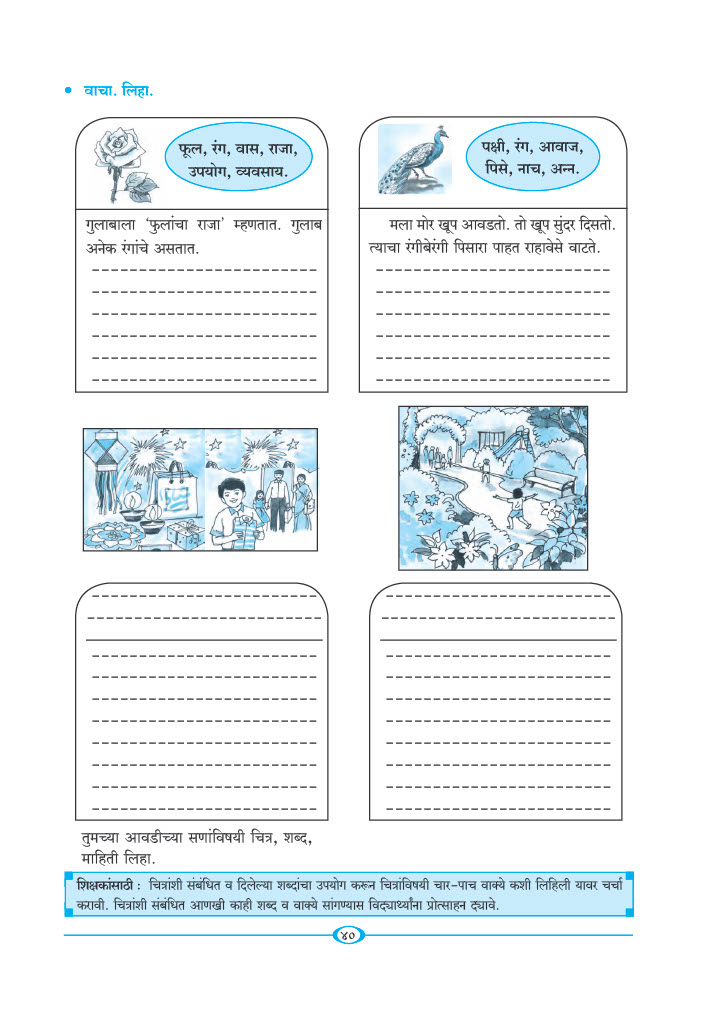 • वाचा. लिहा.
फूल, रंग, वास, राजा,
उपयोग, व्यवसाय.
गुलाबाला ‘फुलांचा राजा’ म्हणतात. गुलाब
अनेक रंगांचे असतात.
पक्षी, रंग, आवाज,
पिसे, नाच, अन्न.
मला मोर खूप आवडतो. तो खूप सुंदर दिसतो.
त्याचा रंगीबेरंगी पिसारा पाहत राहावेसे वाटते.
तुमच्या आवडीच्या सणांविषयी चित्र, शब्द,
माहिती लिहा.
शिक्षकांसाठी : चित्रांशी संबंधित व दिलेल्या शब्दांचा उपयोग करून चित्रांविषयी चार-पाच वाक्ये कशी लिहिली यावर चर्चा
करावी. चित्रांशी संबंधित आणखी काही शब्द व वाक्ये सांगण्यास विद्यार्थ्यांना प्रोत्साहन द्यावे.
४०